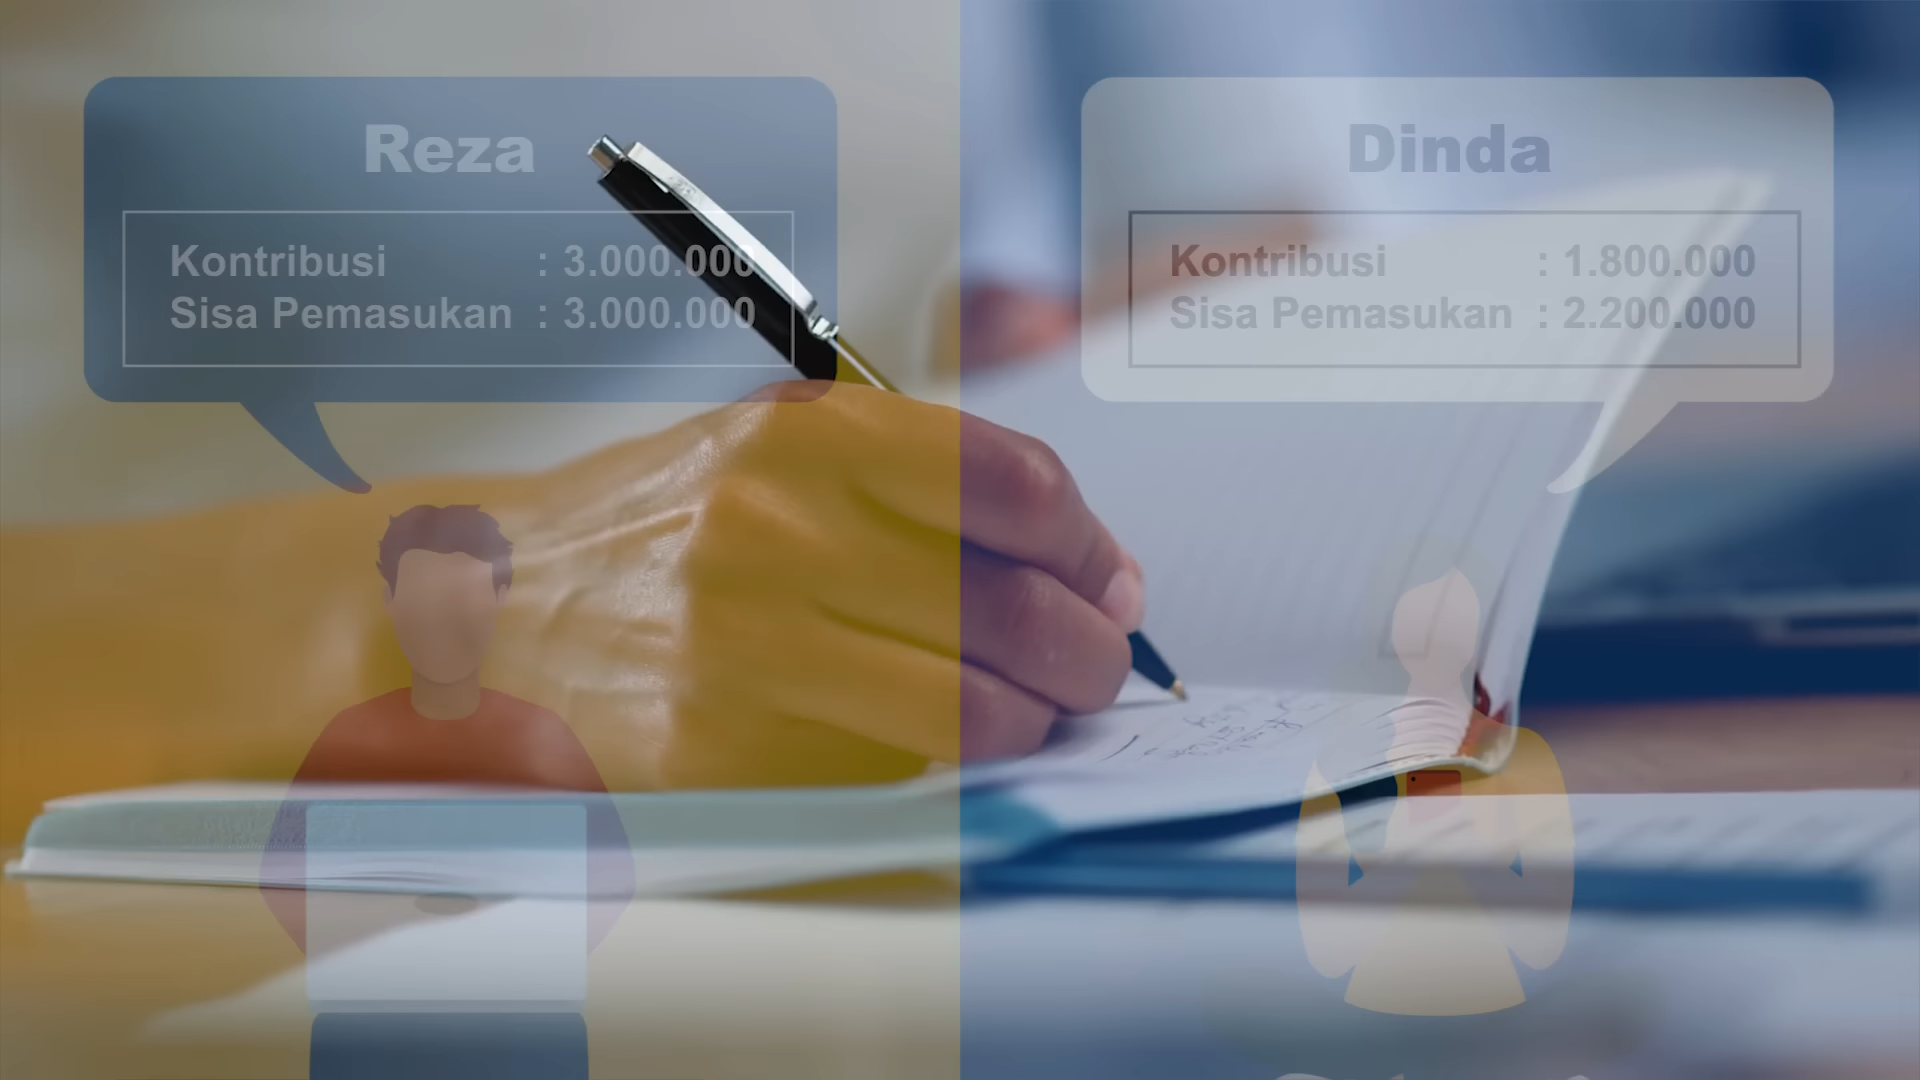 Reza
Kontribusi : 3.000.000
Sisa Pemasukan : 3.000.000
Dinda
Kontribusi : 1.800.000
Sisa Pemasukan : 2.200.000